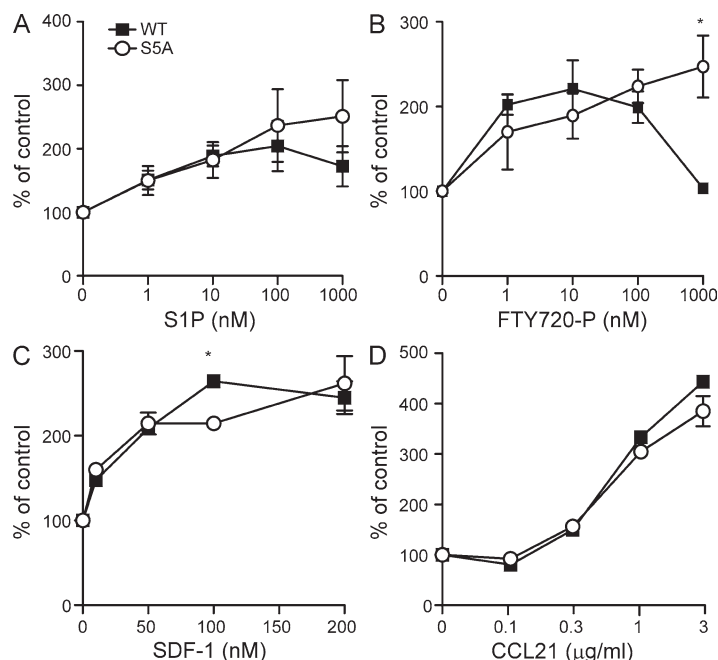 A
400
300
200
100
0
% of control
WT
S5A
0
1
10
100
1000
S1P (nM)
B
300
200
100
0
% of control
*
0
1
10
100
1000
FTY720-P (nM)
C
300
200
100
0
% of control
*
0
50
100
150
200
SDF-1 (nM)
D
500
400
300
200
100
0
% of control
0
0.1
0.3
1
3
CCL21 (μg/ml)